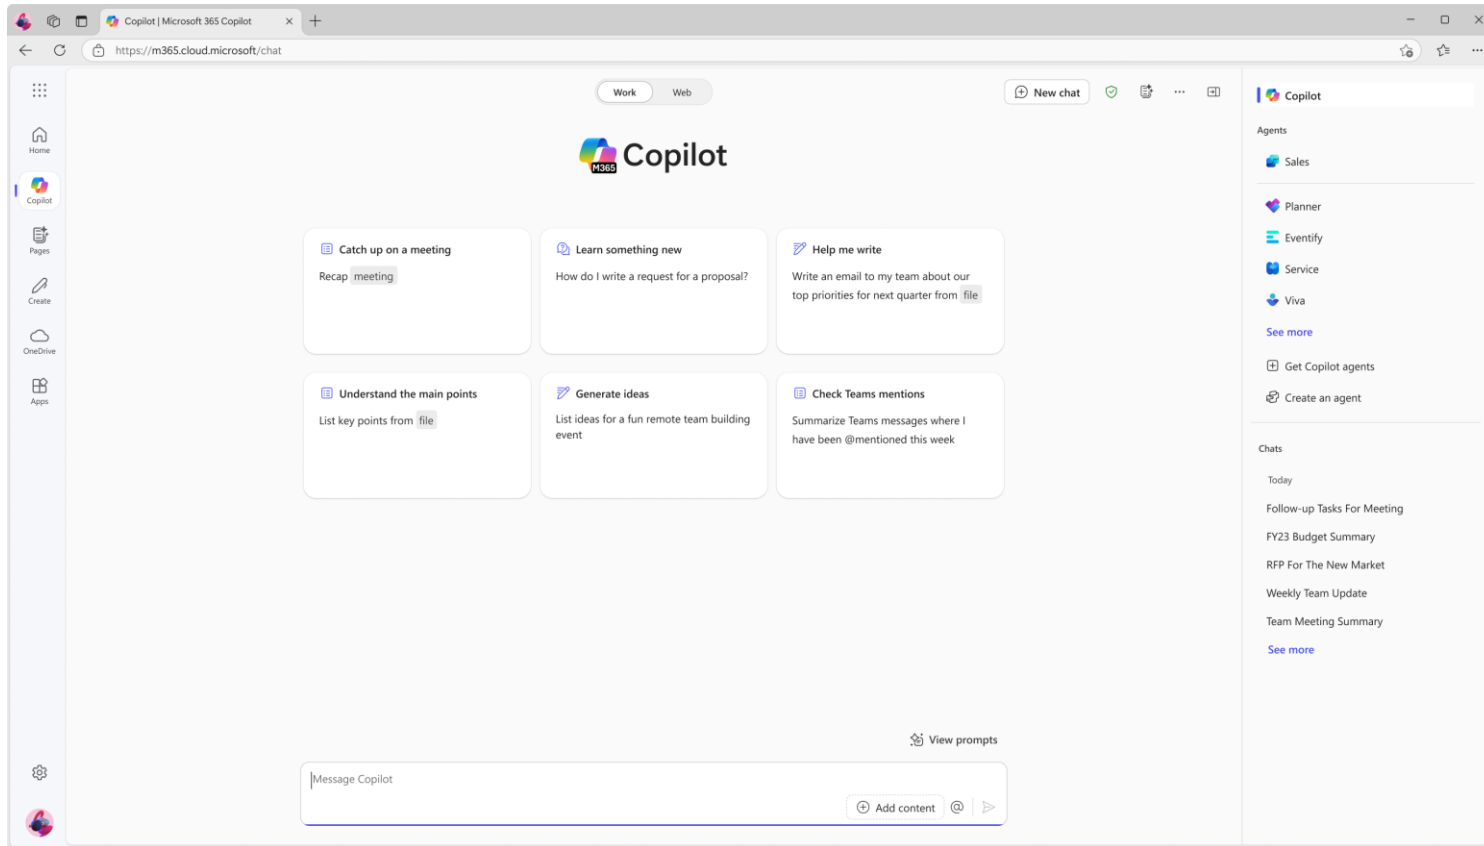 Copilot | Microsoft 365 Copilot
https://m365.cloud.microsoft/chat
Home
Copilot
Pages
Create
OneDrive
Apps
Work
Web
New chat
M365
Copilot
Catch up on a meeting
Recap meeting
Learn something new
How do I write a request for a proposal?
Help me write
Write an email to my team about our
top priorities for next quarter from file
Understand the main points
List key points from file
Generate ideas
List ideas for a fun remote team building
event
Check Teams mentions
Summarize Teams messages where I
have been @mentioned this week
View prompts
Message Copilot
Add content
@
Copilot
Agents
Sales
Planner
Eventify
Service
Viva
See more
Get Copilot agents
Create an agent
Chats
Today
Follow-up Tasks For Meeting
FY23 Budget Summary
RFP For The New Market
Weekly Team Update
Team Meeting Summary
See more